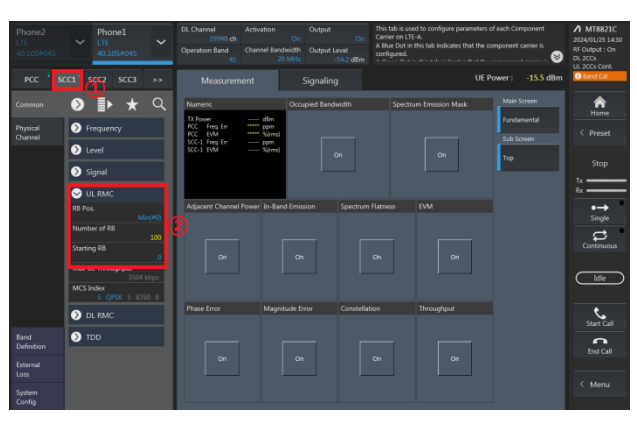 Phone2
LTE
40.105#045
Phone1
LTE
40.105#045
DL Channel
39948 ch
Activation
On
Output
On
Operation Band
41
Channel Bandwidth
20 MHz
Output Level
-54.2 dBm
This tab is used to configure parameters of each Component
Carrier on LTE-A.
A Blue Dot in this tab indicates that the component carrier is
configured.
MT8821C
2024/01/25 14:30
RF Output : On
DL 2CCs
UL 2CCs Cont.
Band Cal
PCC
SCC1
SCC2
SCC3
>>
①
Measurement
Signaling
UE Power :
-15.5 dBm
Common
Physical
Channel
Band
Definition
External
Loss
System
Config
Frequency
Level
Signal
UL RMC
RB Pos.
Min(#0)
Number of RB
100
Starting RB
0
②
3504 kbps
MCS Index
5 QPSK 5 8760 8
DL RMC
TDD
Numeric
TX Power ----- dBm
PCC Freq. Err ----- ppm
PCC EVM ----- %(rms)
SCC-1 Freq. Err ----- ppm
SCC-1 EVM ----- %(rms)
Occupied Bandwidth
On
Spectrum Emission Mask
On
Adjacent Channel Power
On
In-Band Emission
On
Spectrum Flatness
On
EVM
On
Phase Error
On
Magnitude Error
On
Constellation
On
Throughput
On
Main Screen
Fundamental
Sub Screen
Top
Home
Preset
Stop
Tx
Rx
Single
Continuous
Idle
Start Call
End Call
Menu